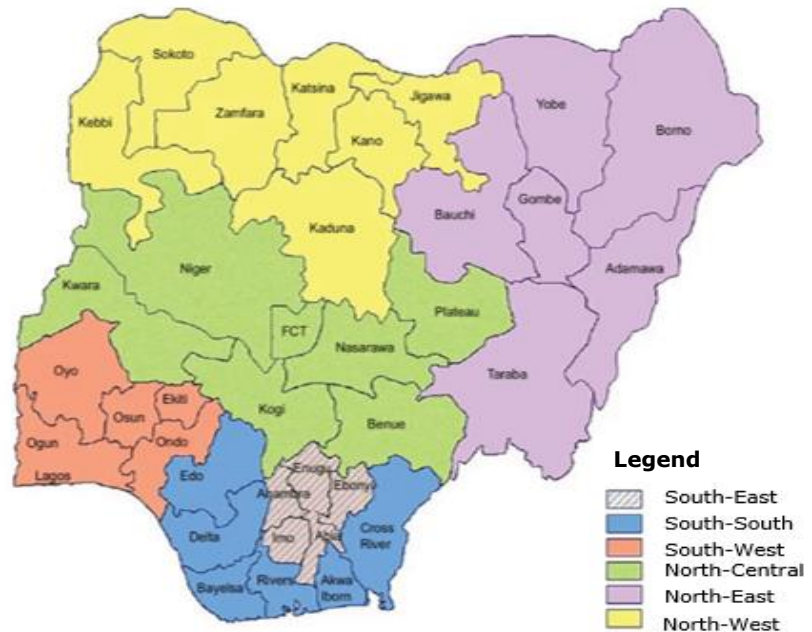 Sokoto
Katsina
Jigawa
Zamfara
Kebbi
Kano
Yobe
Borno
Bauchi
Gombe
Kaduna
Adamawa
Niger
Kwara
Plateau
FCT
Nasarawa
Taraba
Oyo
Kogi
Benue
Ekiti
Osun
Ondo
Ogun
Lagos
Edo
Enugu
Anambra
Ebony
Delta
Imo
Abia
Cross
River
Bayelsa
Rivers
Akwa
Ibom
Legend
South-East
South-South
South-West
North-Central
North-East
North-West